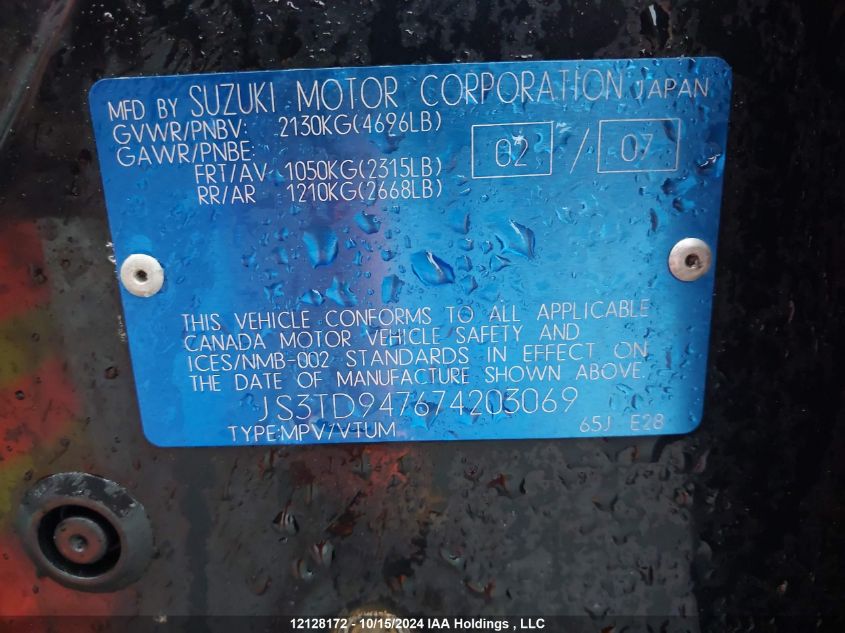 MFD BY SUZUKI MOTOR CORPORATION JAPAN
GVWR/PNBV: 2130KG(4696LB)
GAWR/PNBE:
02 / 07
FRT/AV 1050KG(2315LB)
RR/AR 1210KG(2668LB)
THIS VEHICLE CONFORMS TO ALL APPLICABLE
CANADA MOTOR VEHICLE SAFETY AND
ICES/NMB-002 STANDARDS IN EFFECT ON
THE DATE OF MANUFACTURE SHOWN ABOVE.
JS3TD947674203069
TYPE:MPV/VTUM 65J E28
12128172 - 10/15/2024 IAA Holdings , LLC